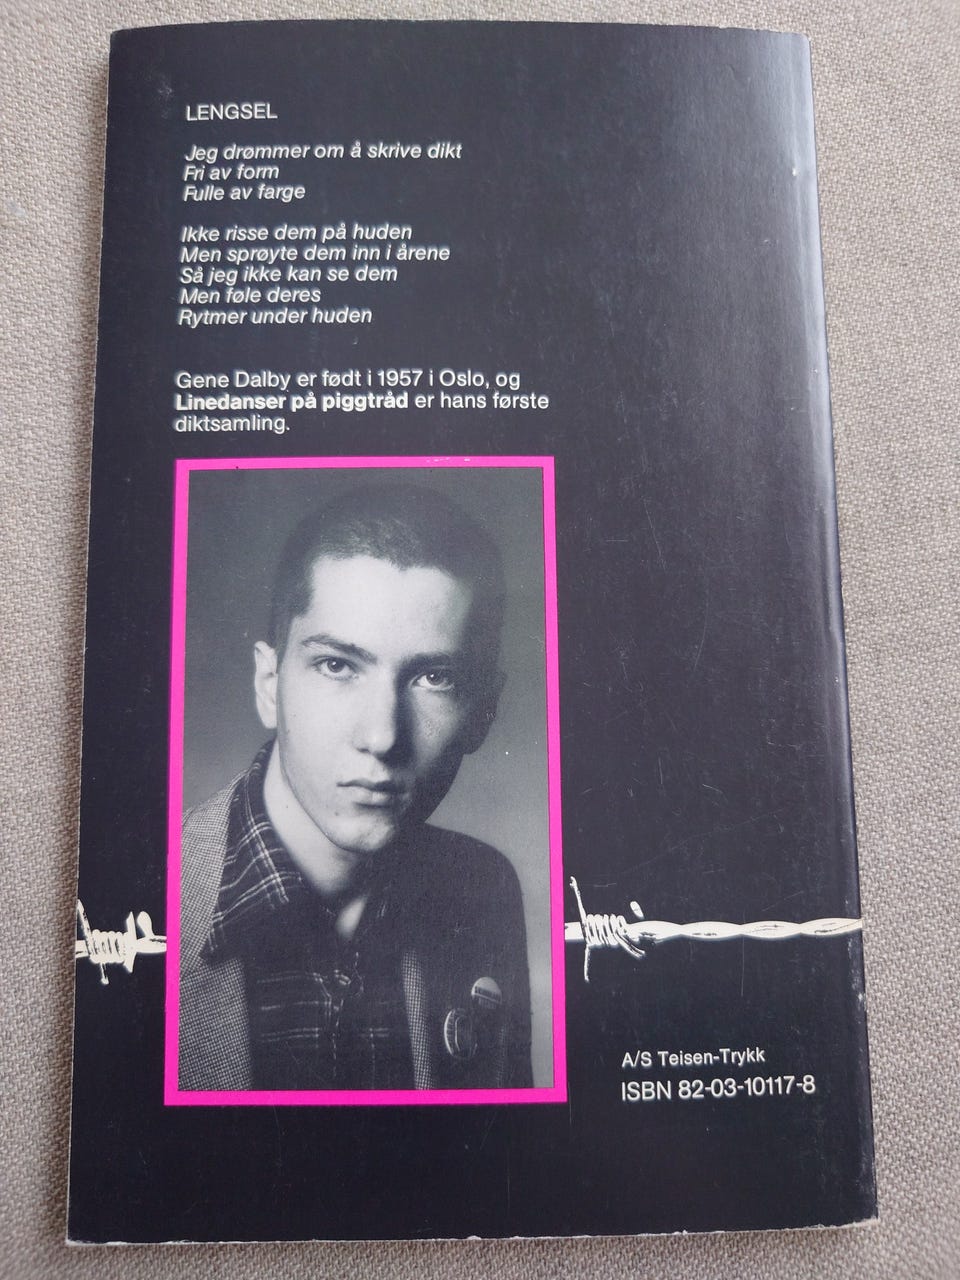 LENGSEL
Jeg drømmer om å skrive dikt
Fri av form
Fulle av farge
Ikke risse dem på huden
Men sprøyte dem inn i årene
Så jeg ikke kan se dem
Men føle deres
Rytmer under huden
Gene Dalby er født i 1957 i Oslo, og
Linedanser på piggtråd er hans første
diktsamling.
A/S Teisen-Trykk
ISBN 82-03-10117-8